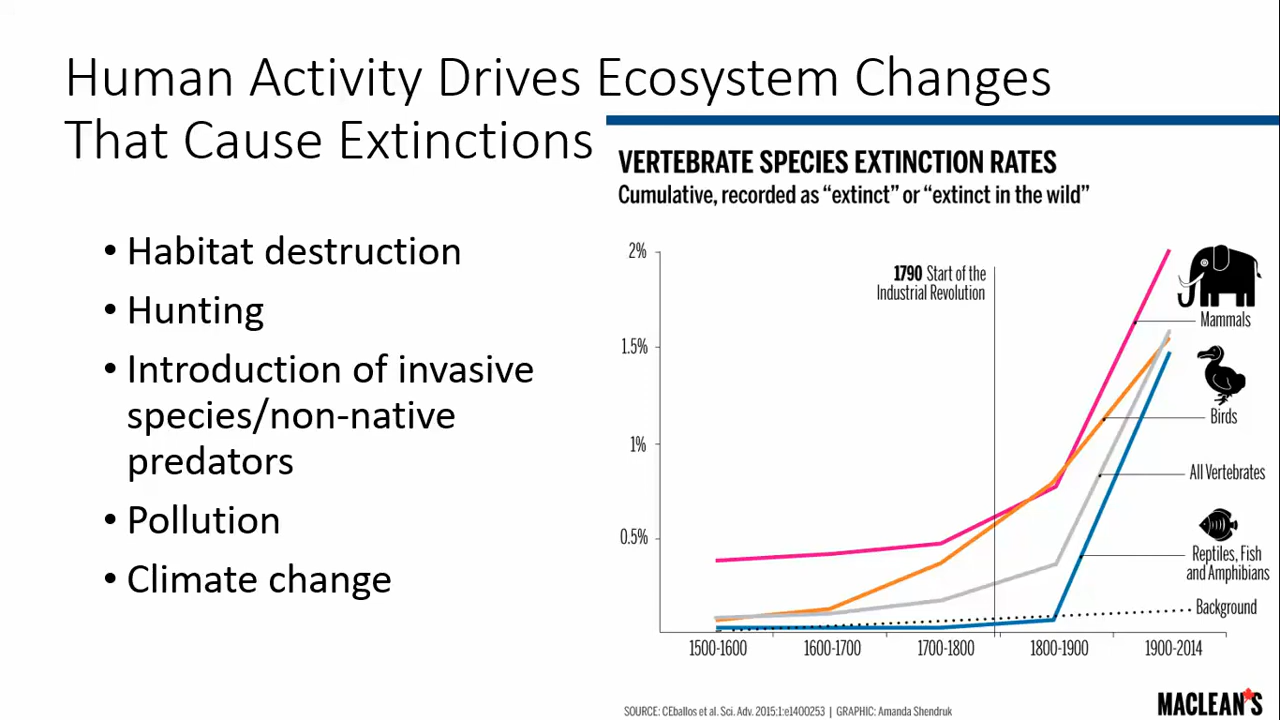 Human Activity Drives Ecosystem Changes
That Cause Extinctions
• Habitat destruction
• Hunting
• Introduction of invasive
species/non-native
predators
• Pollution
• Climate change
VERTEBRATE SPECIES EXTINCTION RATES
Cumulative, recorded as “extinct” or “extinct in the wild”
2%
1.5%
1%
0.5%
1790 Start of the
Industrial Revolution
Mammals
Birds
All Vertebrates
Reptiles, Fish
and Amphibians
Background
1500-1600
1600-1700
1700-1800
1800-1900
1900-2014
SOURCE: CEballos et al. Sci. Adv. 2015;1:e1400253 | GRAPHIC: Amanda Shendruk
MACLEAN'S